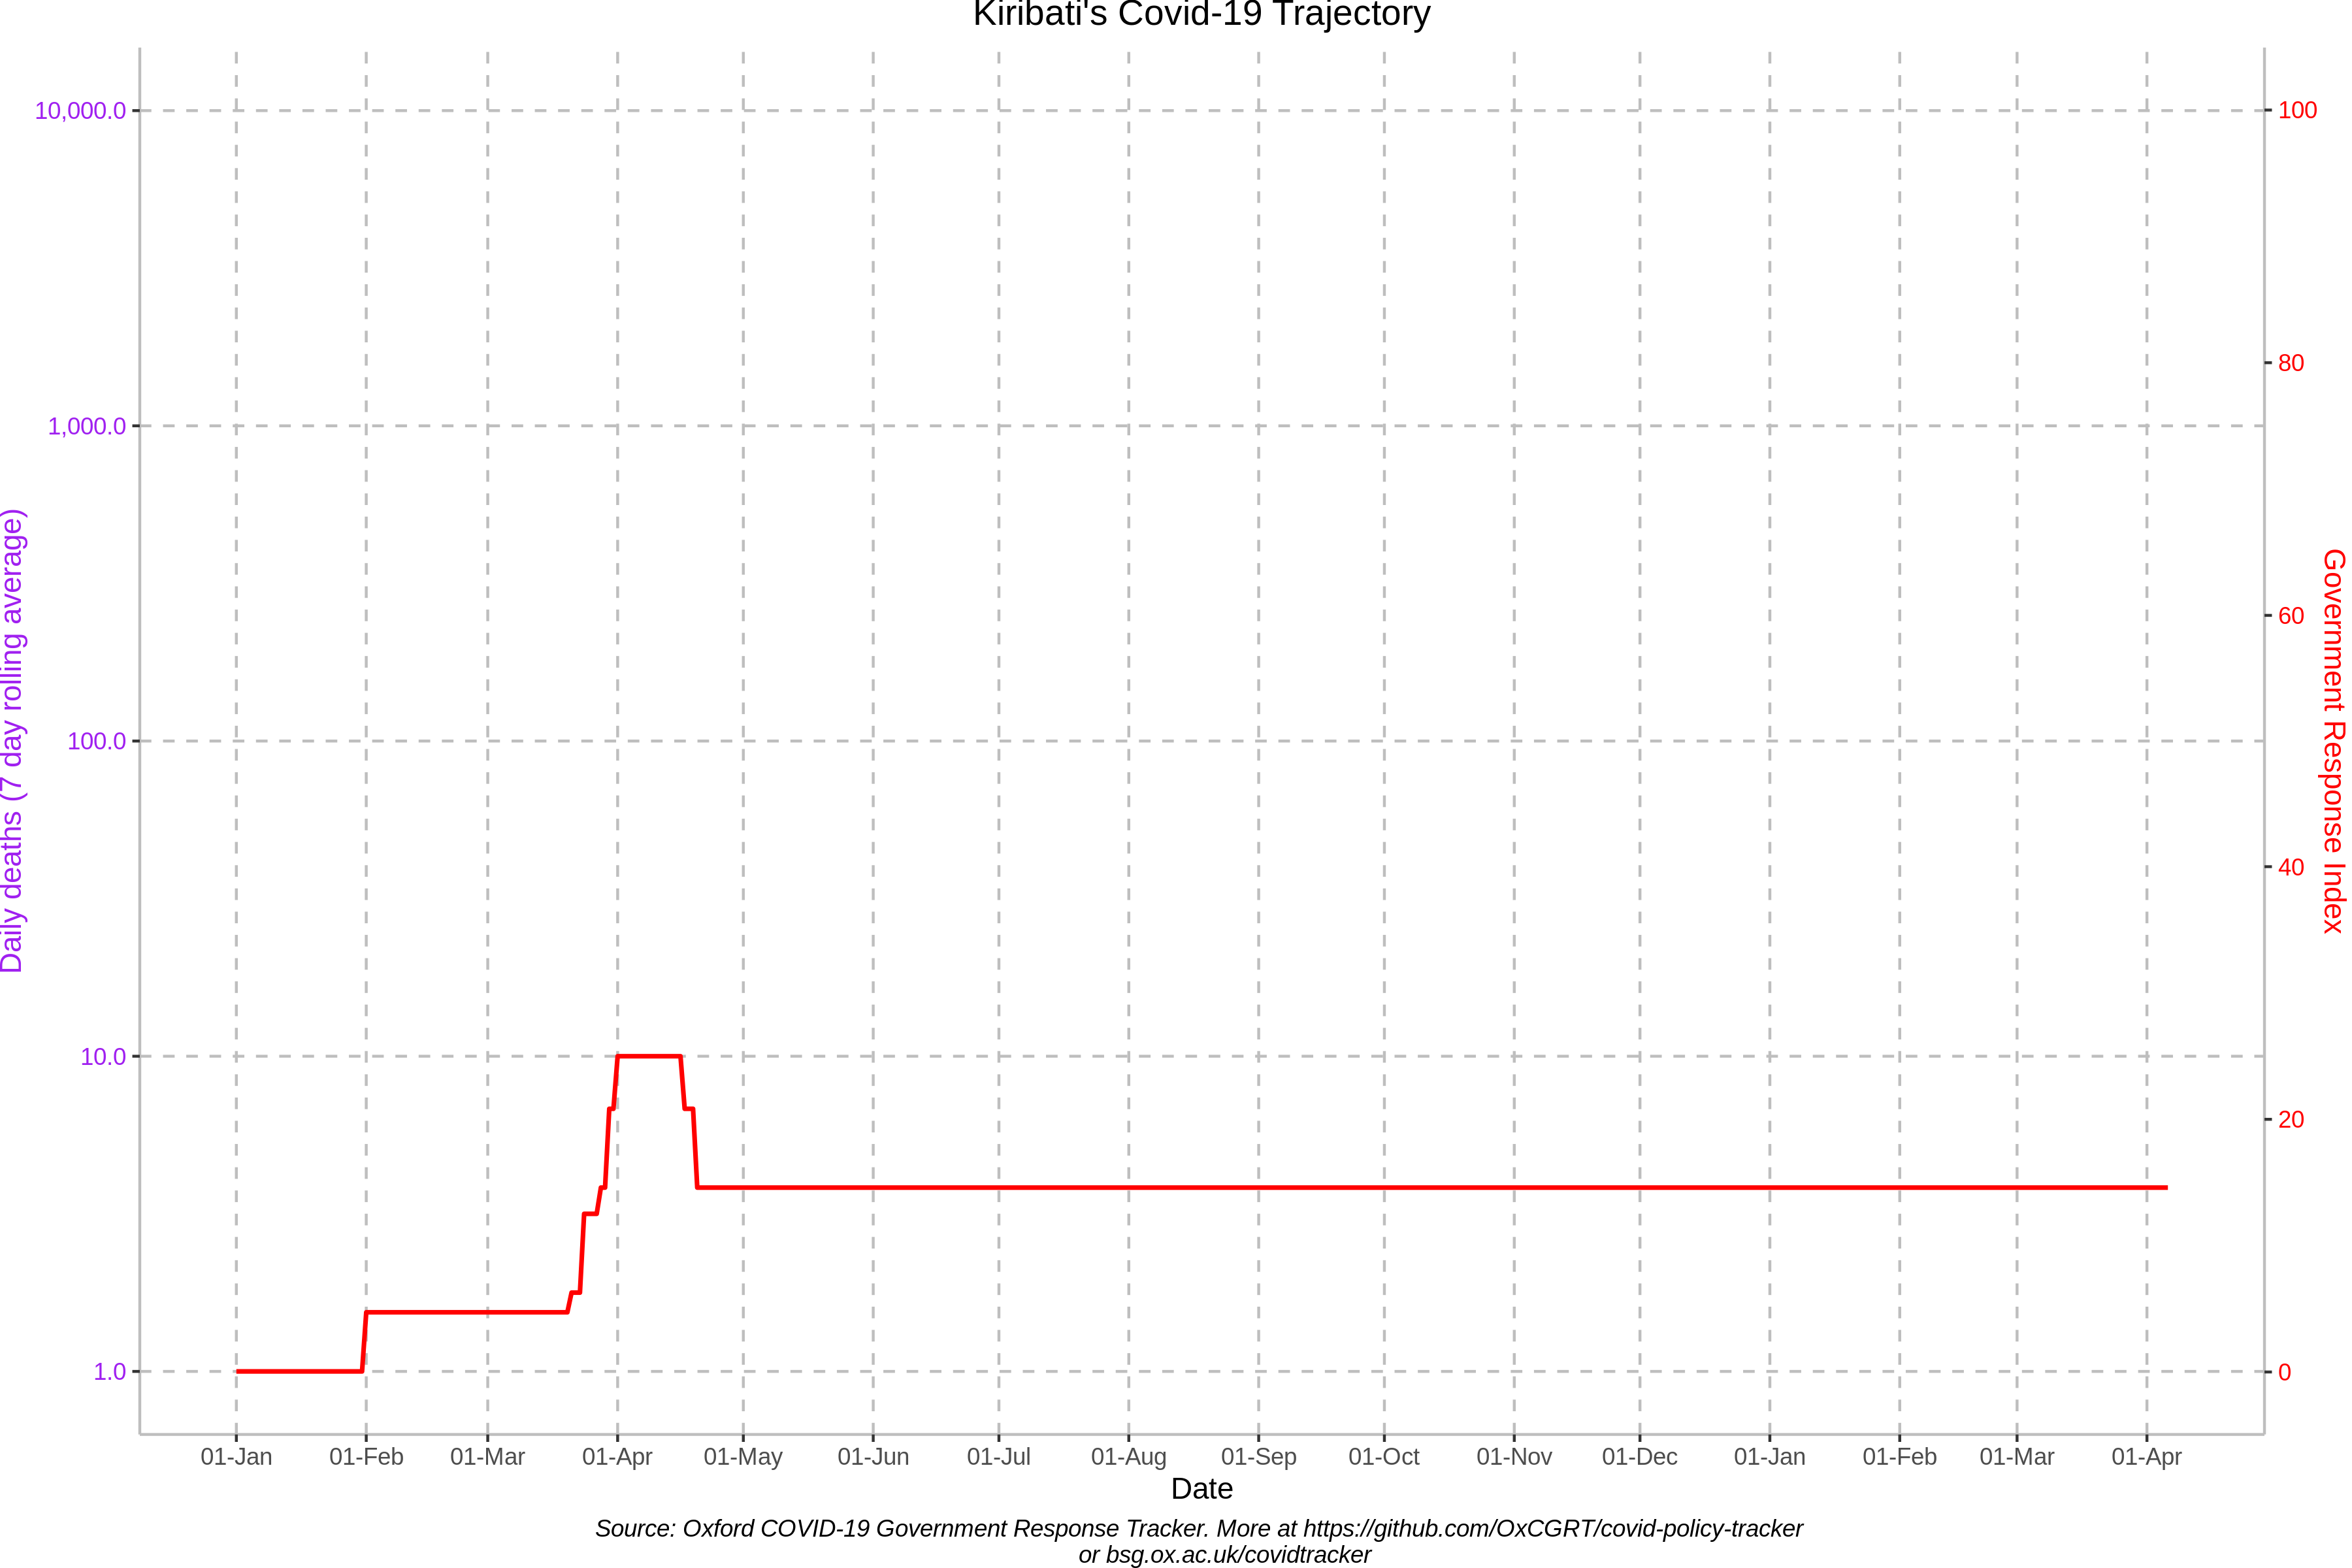 Kiribati's Covid-19 Trajectory
10,000.0
1,000.0
100.0
10.0
1.0
Daily deaths (7 day rolling average)
100
80
60
40
20
0
Government Response Index
01-Jan 01-Feb 01-Mar 01-Apr 01-May 01-Jun 01-Jul 01-Aug 01-Sep 01-Oct 01-Nov 01-Dec 01-Jan 01-Feb 01-Mar 01-Apr
Date
Source: Oxford COVID-19 Government Response Tracker. More at https://github.com/OxCGRT/covid-policy-tracker
or bsg.ox.ac.uk/covidtracker